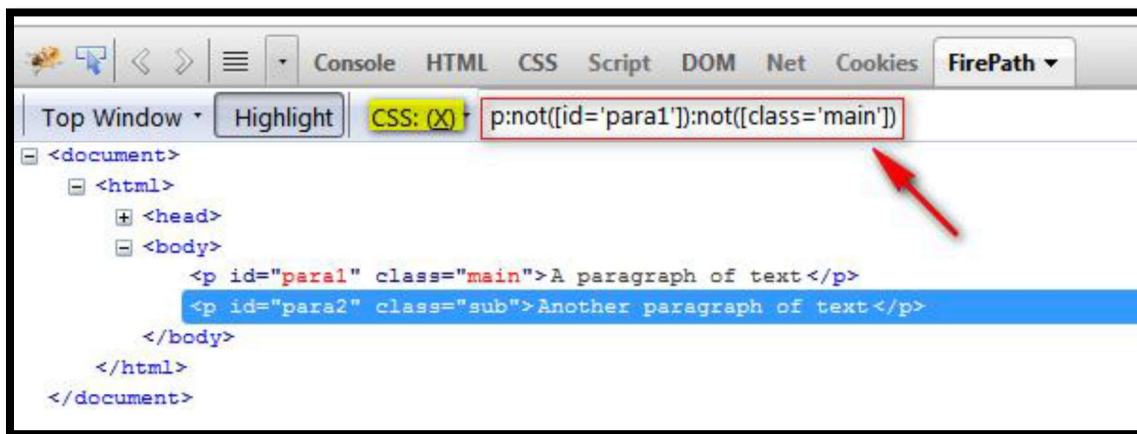 Console HTML CSS Script DOM Net Cookies FirePath
Top Window Highlight CSS: (X) p:not([id='para1']):not([class='main'])
<document>
<html>
<head>
<body>
<p id="para1" class="main">A paragraph of text</p>
<p id="para2" class="sub">Another paragraph of text</p>
</body>
</html>
</document>